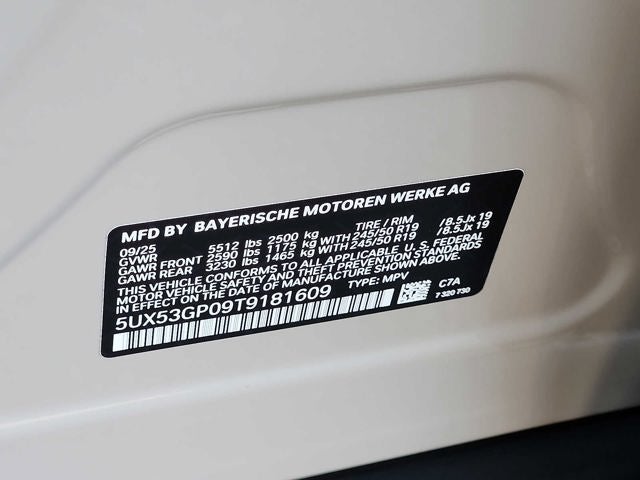 MFD BY BAYERISCHE MOTOREN WERKE AG
09/25 TIRE / RIM
GVWR 5512 lbs 2500 kg
GAWR FRONT 2590 lbs 1175 kg WITH 245/50 R19 /8.5Jx 19
GAWR REAR 3230 lbs 1465 kg WITH 245/50 R19 /8.5Jx 19
THIS VEHICLE CONFORMS TO ALL APPLICABLE U.S. FEDERAL
MOTOR VEHICLE SAFETY AND THEFT PREVENTION STANDARDS
IN EFFECT ON THE DATE OF MANUFACTURE SHOWN ABOVE.
5UX53GP09T9181609 TYPE: MPV C7A
7 320 730